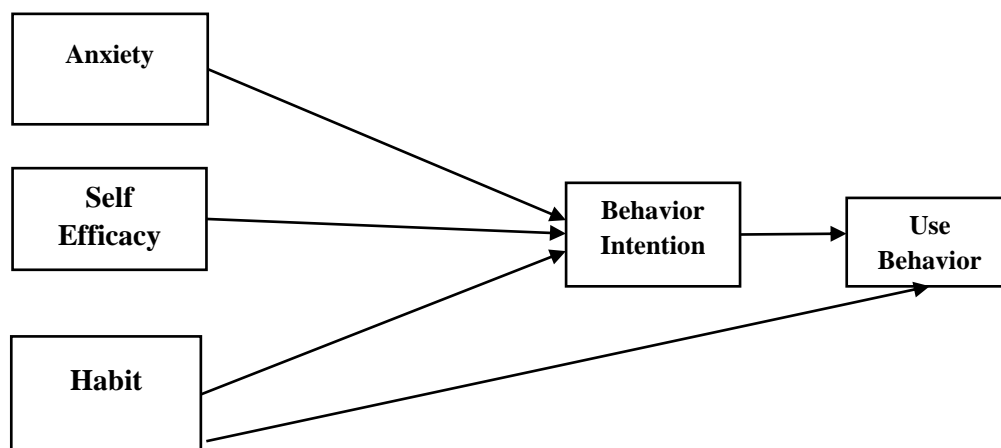 Anxiety
Self
Efficacy
Habit
Behavior
Intention
Use
Behavior